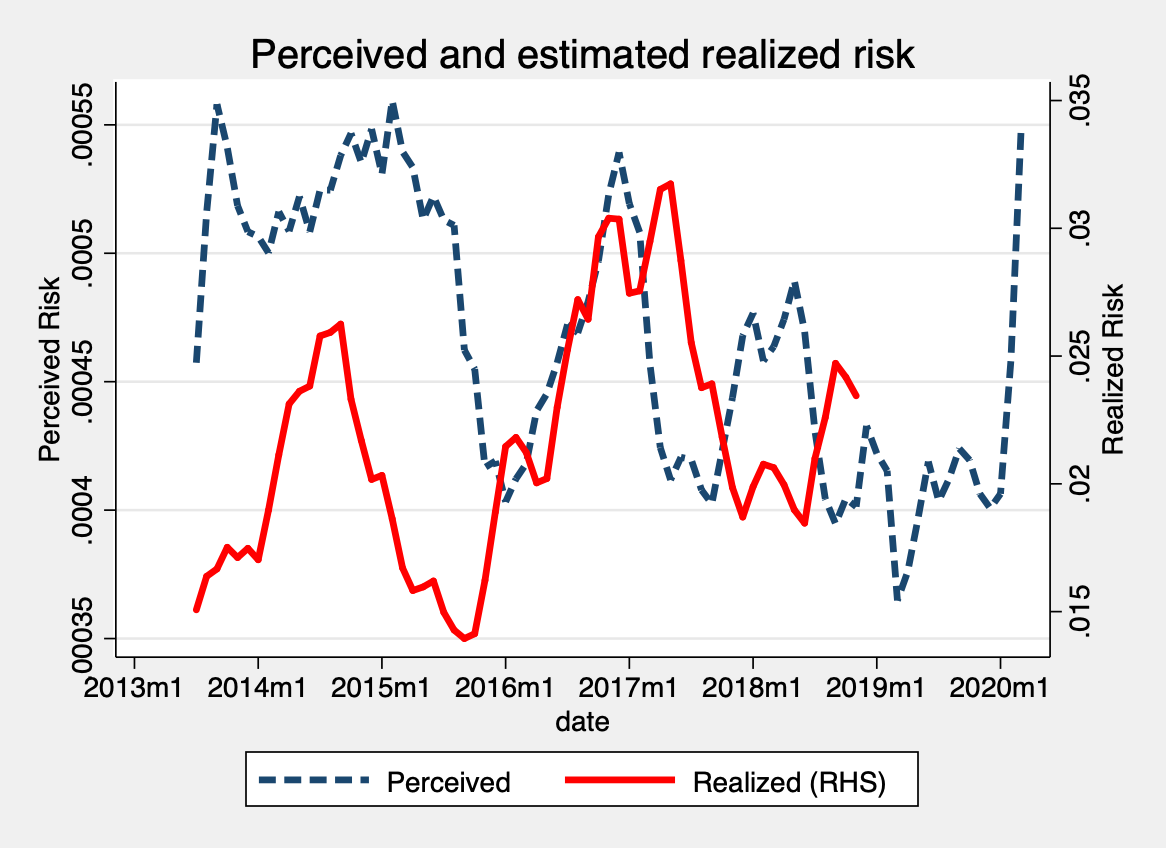 Perceived and estimated realized risk
Perceived Risk
.00055
.0005
.00045
.0004
.00035
.035
.03
.025
.02
.015
Realized Risk
2013m1 2014m1 2015m1 2016m1 2017m1 2018m1 2019m1 2020m1
date
Perceived Realized (RHS)